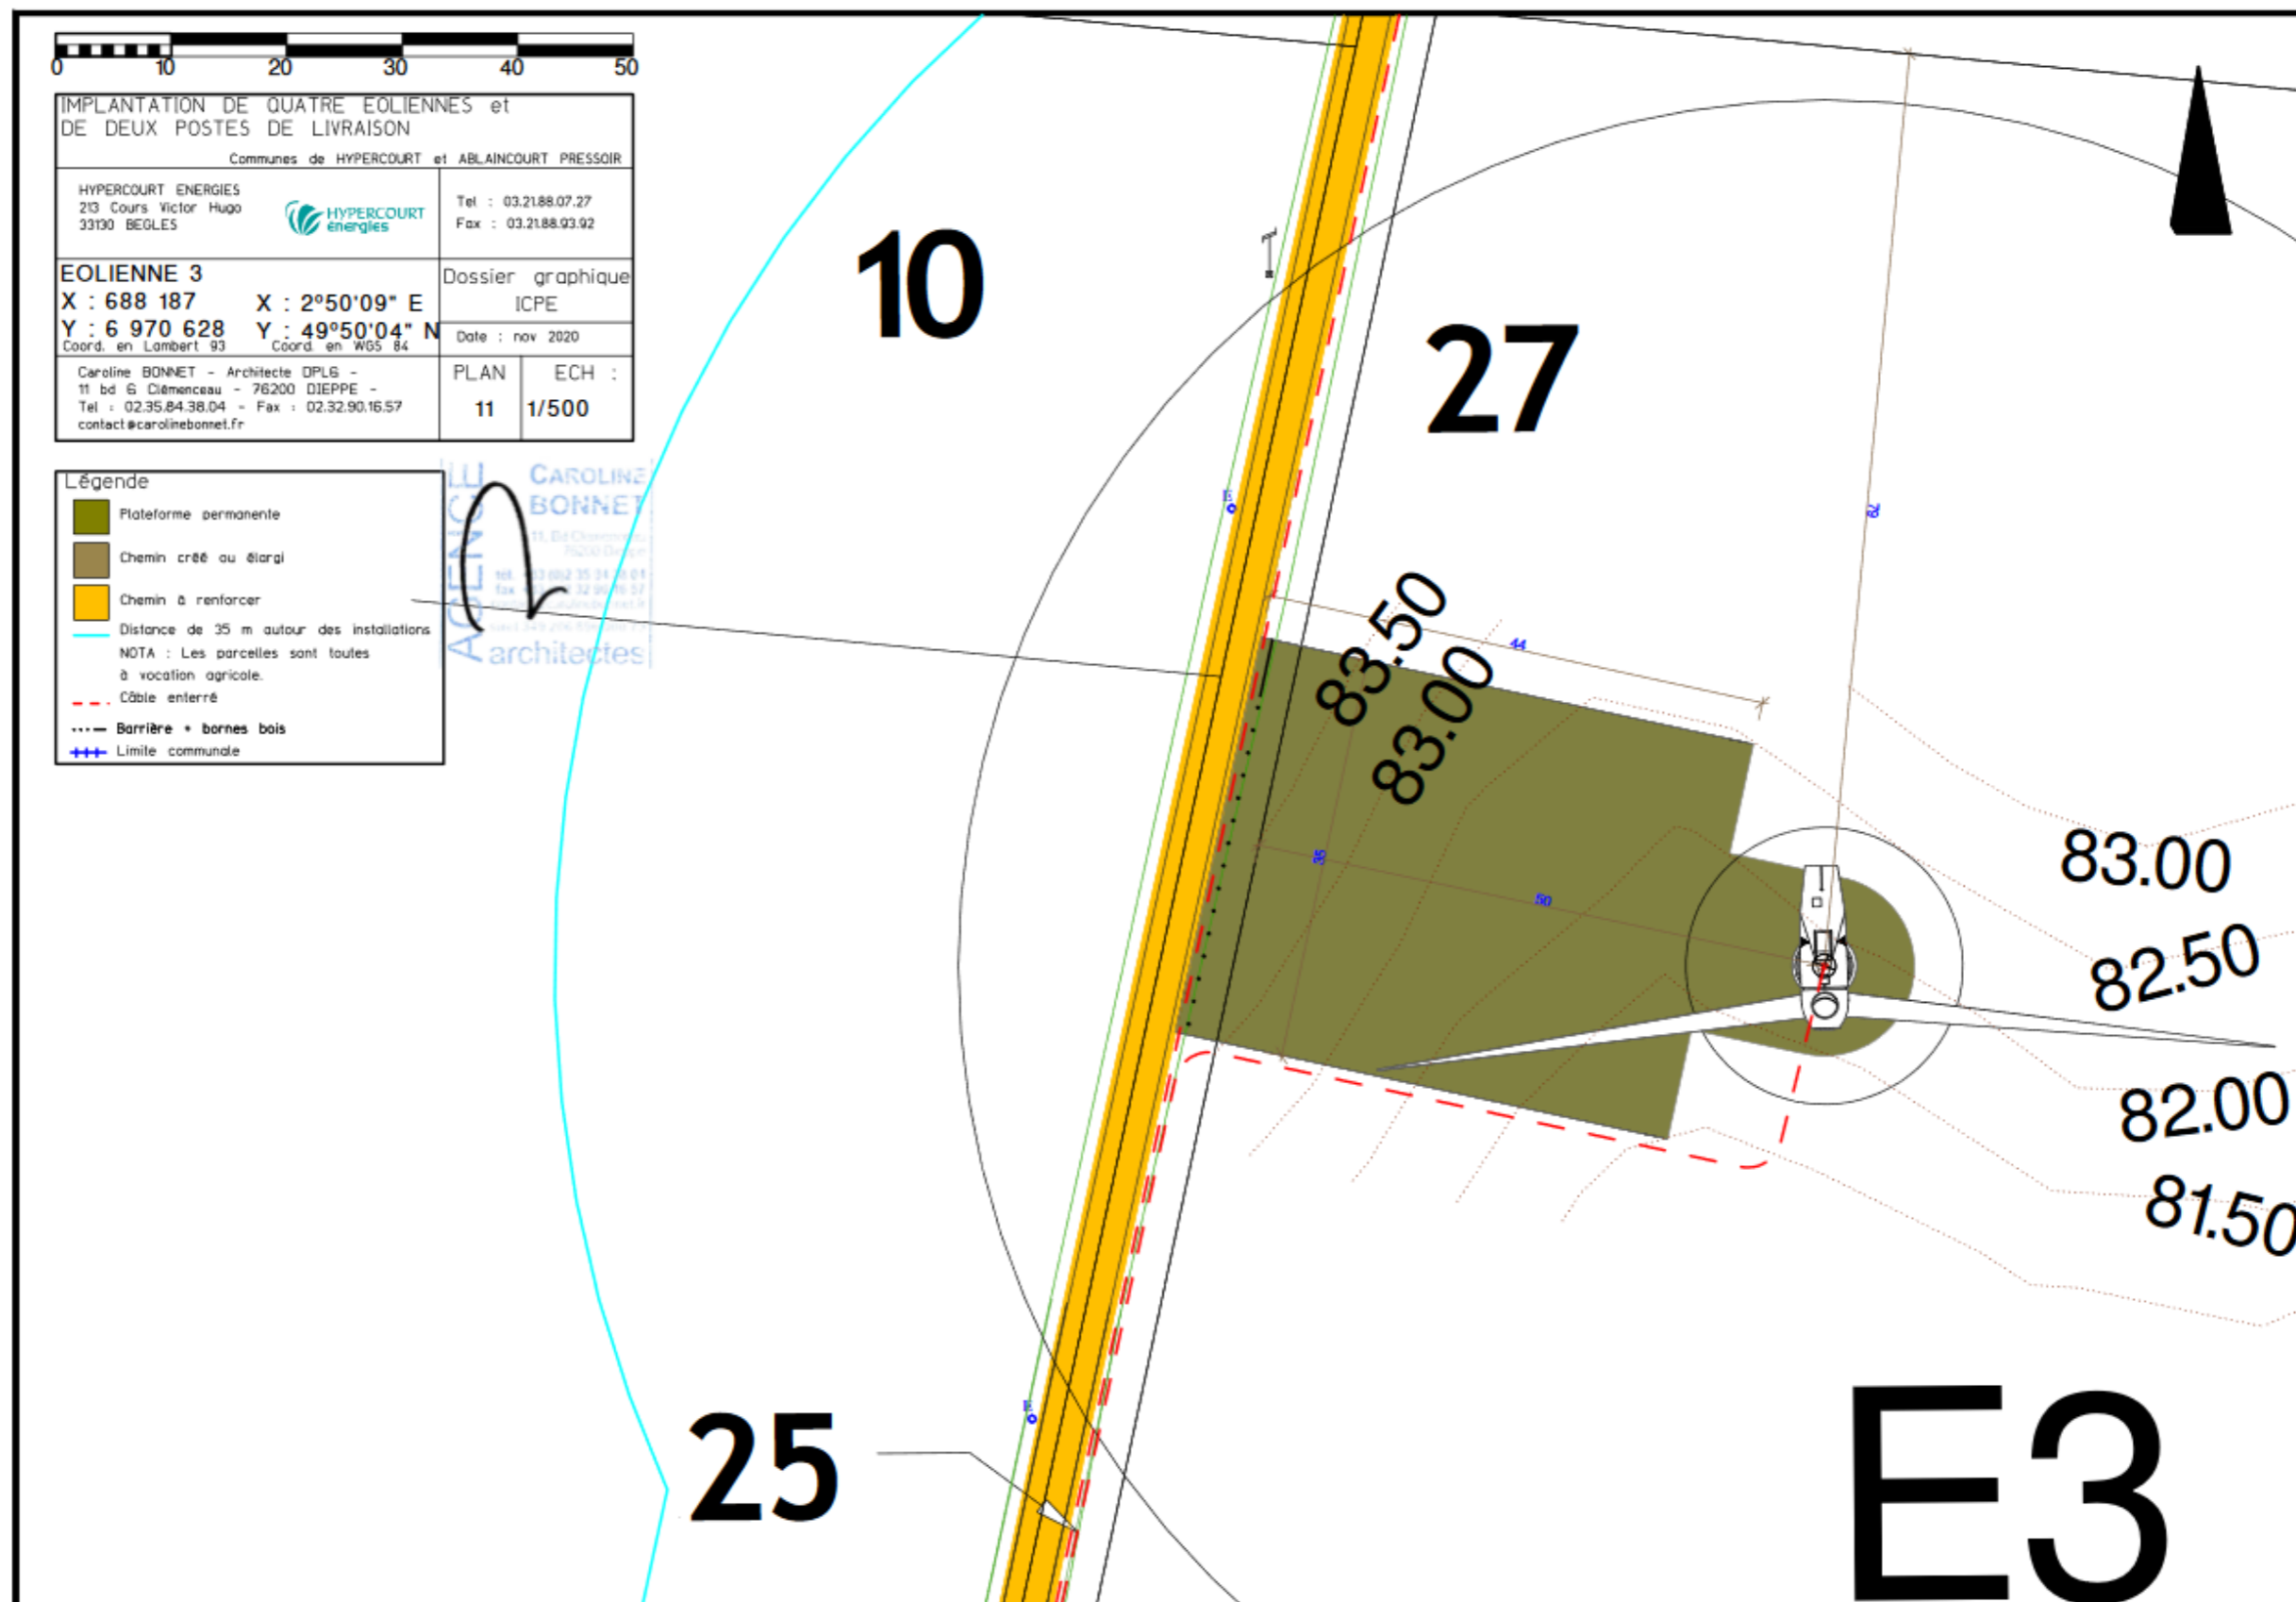 0 10 20 30 40 50
IMPLANTATION DE QUATRE EOLIENNES et
DE DEUX POSTES DE LIVRAISON
Communes de HYPERCOURT et ABLAINCOURT PRESSOIR
HYPERCOURT ENERGIES
213 Cours Victor Hugo
33130 BEGLES
HYPERCOURT
énergies
Tel : 03.21.88.07.27
Fax : 03.21.88.93.92
EOLIENNE 3
X : 688 187 X : 2°50'09" E
Y : 6 970 628 Y : 49°50'04" N
Coord. en Lambert 93 Coord. en WGS 84
Dossier graphique
ICPE
Date : nov 2020
Caroline BONNET - Architecte DPLG -
11 bd G Clémenceau - 76200 DIEPPE -
Tel : 02.35.84.38.04 - Fax : 02.32.90.16.57
contact@carolinebonnet.fr
PLAN ECH :
11 1/500
Légende
Plateforme permanente
Chemin créé ou élargi
Chemin à renforcer
Distance de 35 m autour des installations
NOTA : Les parcelles sont toutes
à vocation agricole.
Câble enterré
Barrière + bornes bois
Limite communale
AGENCE
CAROLINE
BONNET
architectes
10
27
79
83.50
83.00
44
35
50
83.00
82.50
82.00
81.50
25
E3